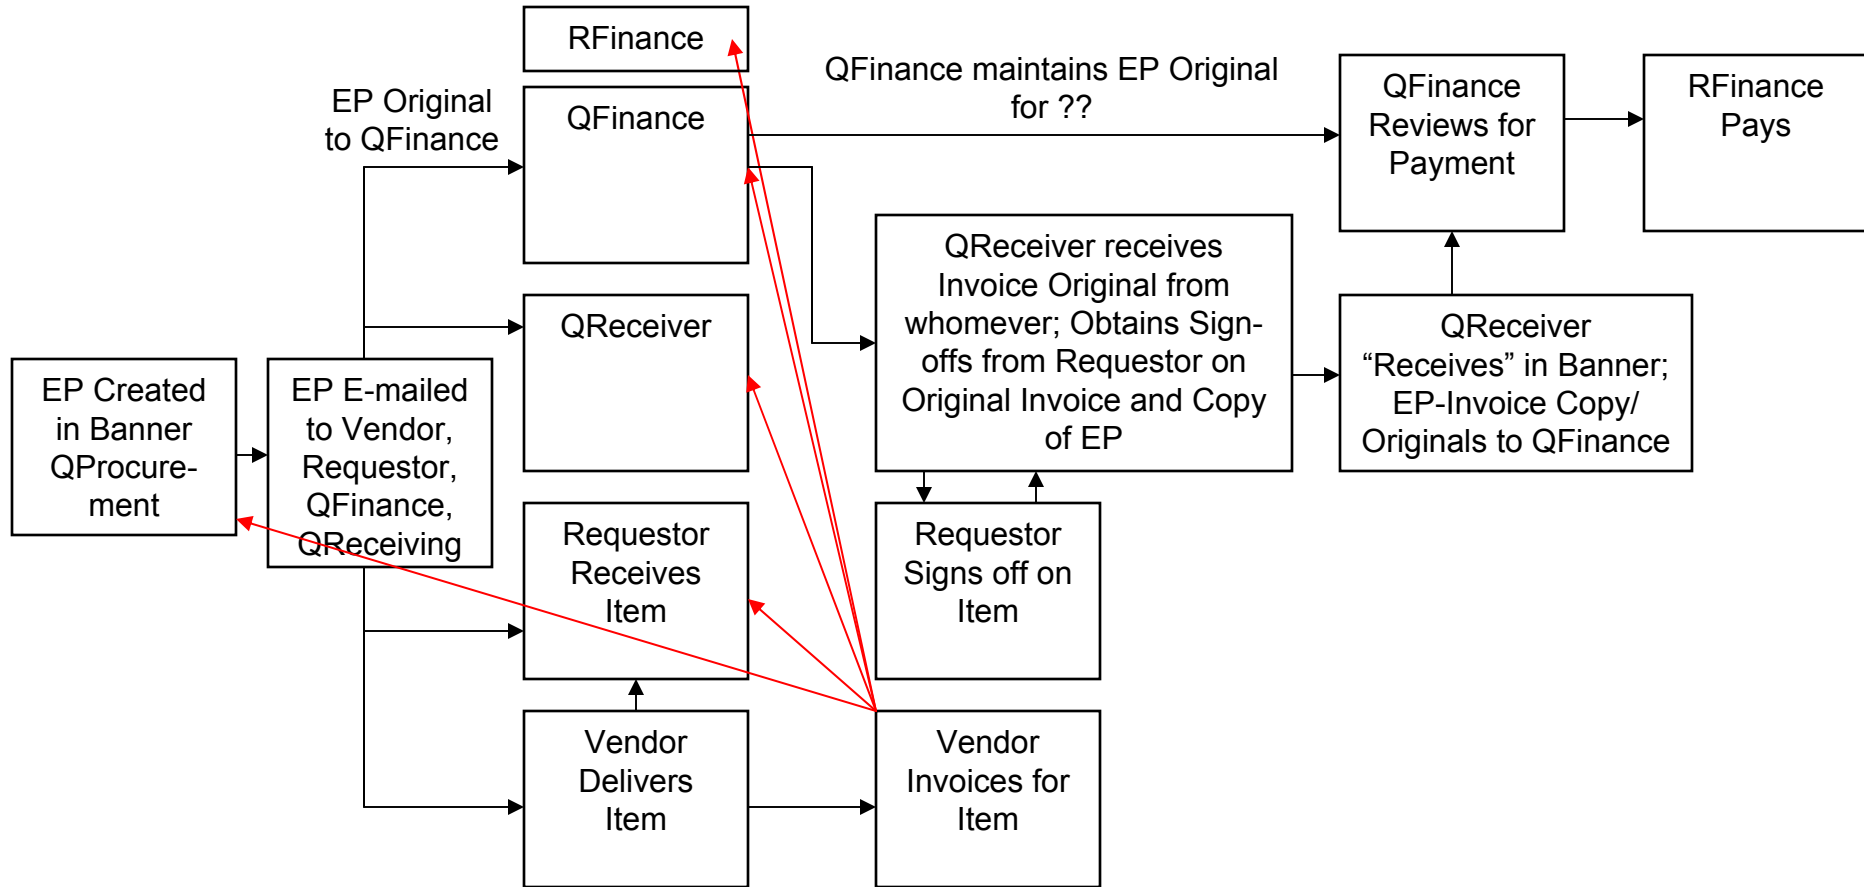 RFinance
EP Original
to QFinance
QFinance
QFinance maintains EP Original
for ??
QFinance
Reviews for
Payment
RFinance
Pays
QReceiver
QReceiver receives
Invoice Original from
whomever; Obtains Sign-
offs from Requestor on
Original Invoice and Copy
of EP
QReceiver
“Receives” in Banner;
EP-Invoice Copy/
Originals to QFinance
EP Created
in Banner
QProcure-
ment
EP E-mailed
to Vendor,
Requestor,
QFinance,
QReceiving
Requestor
Receives
Item
Requestor
Signs off on
Item
Vendor
Delivers
Item
Vendor
Invoices for
Item